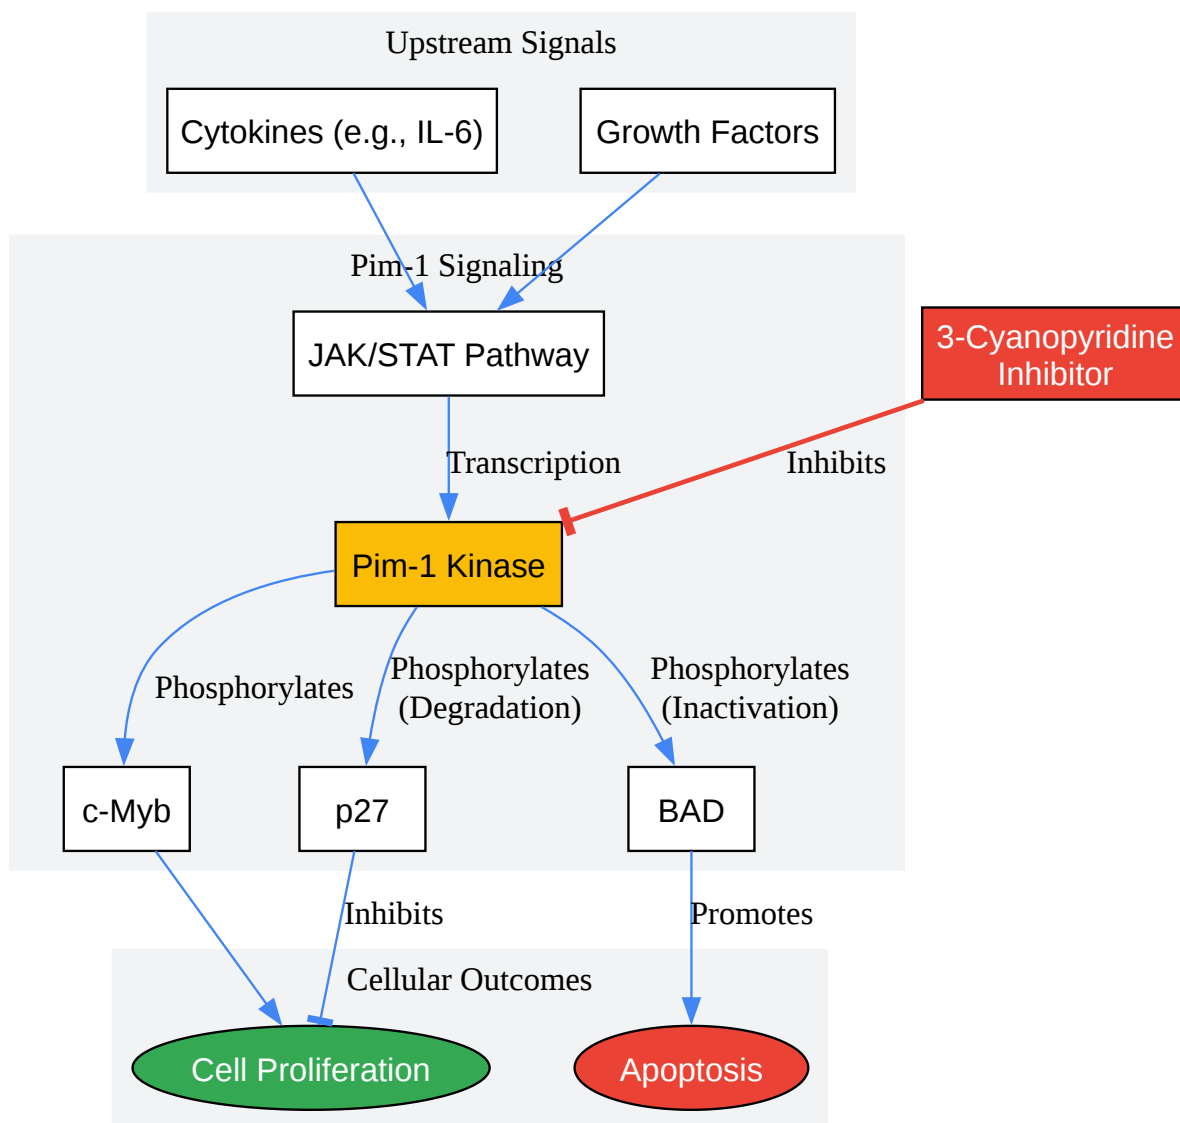 Upstream Signals
Cytokines (e.g., IL-6)
Growth Factors
Pim-1 Signaling
JAK/STAT Pathway
3-Cyanopyridine
Inhibitor
Transcription
Inhibits
Pim-1 Kinase
Phosphorylates
Phosphorylates
(Degradation)
Phosphorylates
(Inactivation)
c-Myb
p27
BAD
Inhibits
Promotes
Cellular Outcomes
Cell Proliferation
Apoptosis